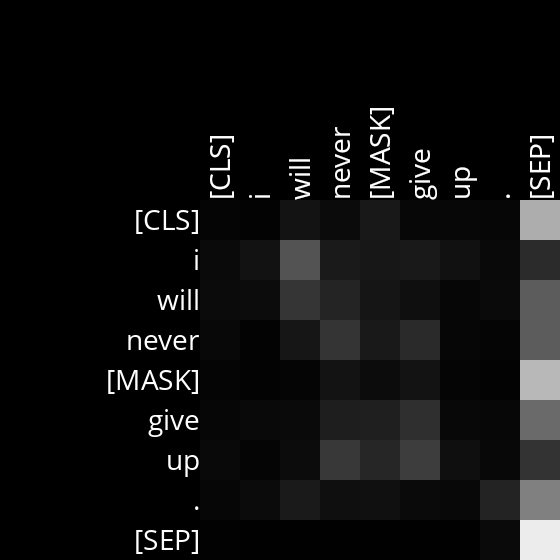 [CLS] i will never [MASK] give up . [SEP]
[CLS]
i
will
never
[MASK]
give
up
.
[SEP]